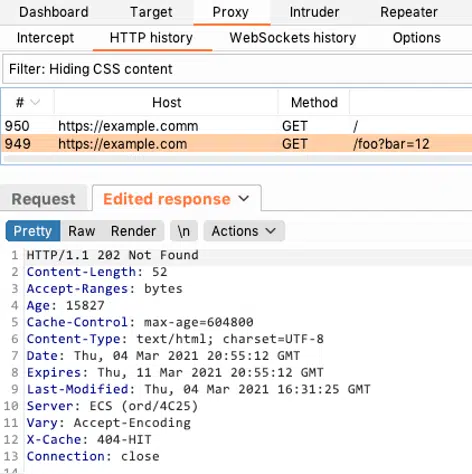 Dashboard Target Proxy Intruder Repeater
Intercept HTTP history WebSockets history Options
Filter: Hiding CSS content
# Host Method
950 https://example.comm GET /
949 https://example.com GET /foo?bar=12
Request Edited response
Pretty Raw Render \n Actions
1 HTTP/1.1 202 Not Found
2 Content-Length: 52
3 Accept-Ranges: bytes
4 Age: 15827
5 Cache-Control: max-age=604800
6 Content-Type: text/html; charset=UTF-8
7 Date: Thu, 04 Mar 2021 20:55:12 GMT
8 Expires: Thu, 11 Mar 2021 20:55:12 GMT
9 Last-Modified: Thu, 04 Mar 2021 16:31:25 GMT
10 Server: ECS (ord/4C25)
11 Vary: Accept-Encoding
12 X-Cache: 404-HIT
13 Connection: close
14